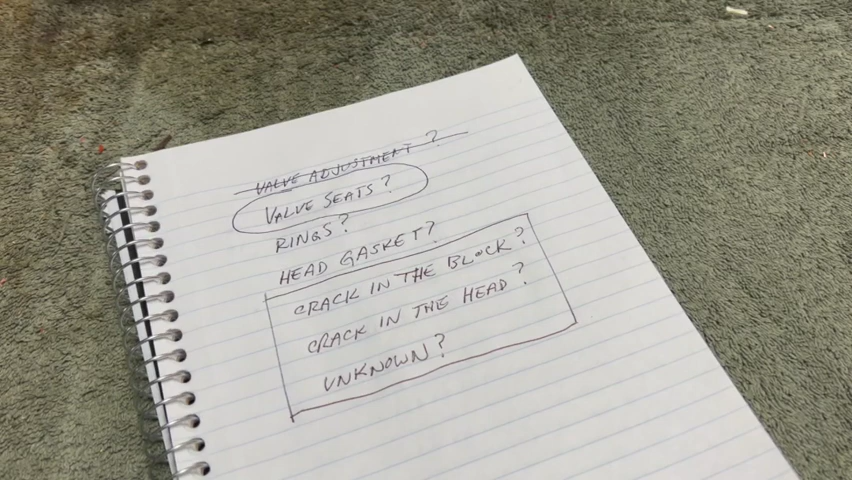 VALVE ADJUSTMENT ?
VALVE SEATS?
RINGS?
HEAD GASKET?
CRACK IN THE BLOCK?
CRACK IN THE HEAD?
UNKNOWN?